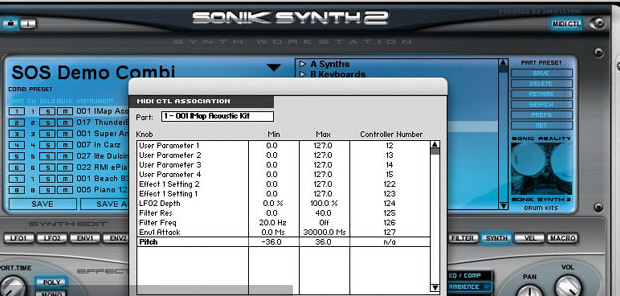 POWERED BY SAMPLETANK
SONIK SYNTH 2
MIDI CTL
SYNTH WORKSTATION
SOS Demo Combi
A Synths
B Keyboards
PART PRESET
COMBI PRESET
SAVE
DELETE
RENAME
SEARCH
PREFS
PART CH. SOLO MUTE INSTRUMENT
1 1 S M 001 IMap Aco
2 2 S M 017 ThunderB
3 3 S M 001 Super An
4 4 S M 007 In Carz
5 5 S M 027 lite Dulcin
6 6 S M 022 RMI ePia
7 7 S M 001 Beach B
8 8 S M 005 Piano 12
SAVE
SAVE A
MIDI CTL ASSOCIATION
Part: 1 - 001 IMap Acoustic Kit
Knob Min Max Controller Number
User Parameter 1 0.0 127.0 12
User Parameter 2 0.0 127.0 13
User Parameter 3 0.0 127.0 14
User Parameter 4 0.0 127.0 15
Effect 1 Setting 2 0.0 127.0 122
Effect 1 Setting 1 0.0 127.0 123
LFO2 Depth 0.0 % 100.0 % 124
Filter Res 0.0 40.0 125
Filter Freq 20.0 Hz Off 126
Envl Attack 0.0 Ms 30000.0 Ms 127
Pitch -36.0 36.0 n/a
SONIC REALITY
SONIK SYNTH 2
DRUM KITS
SYNTH EDIT
LFO1 LFO2 ENV1 ENV2
FILTER SYNTH VEL MACRO
PORT.TIME
POLY
MONO
EFFEC
EQ / COMP
AMBIENCE
PAN
VOL